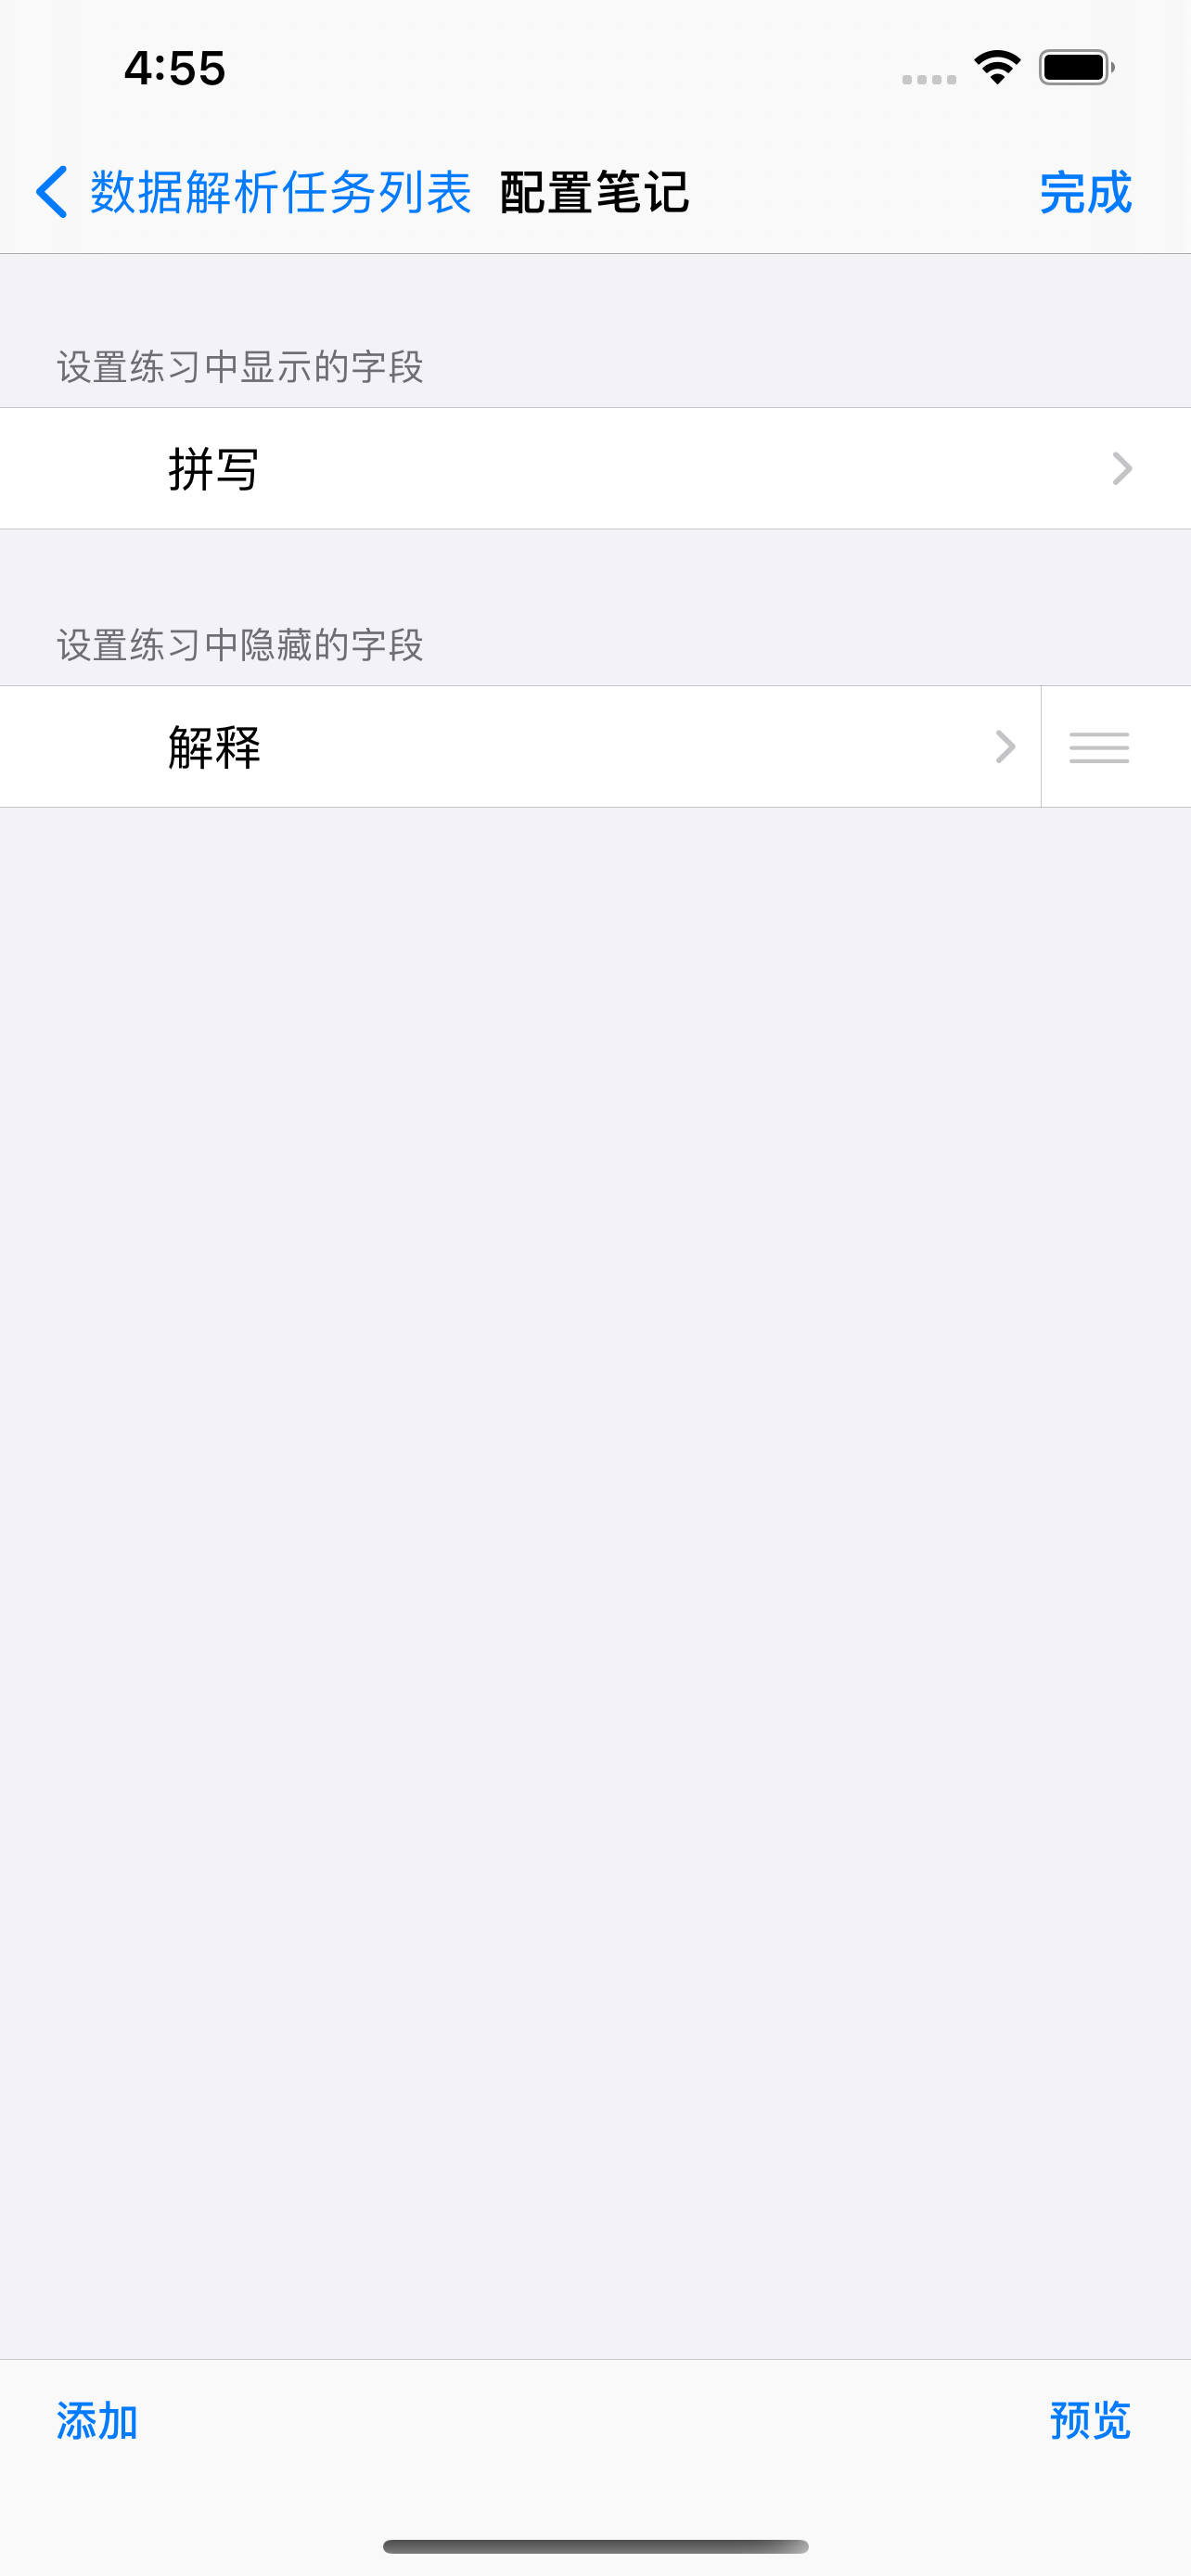 4:55
数据解析任务列表 配置笔记 完成
设置练习中显示的字段
拼写
设置练习中隐藏的字段
解释
添加 预览